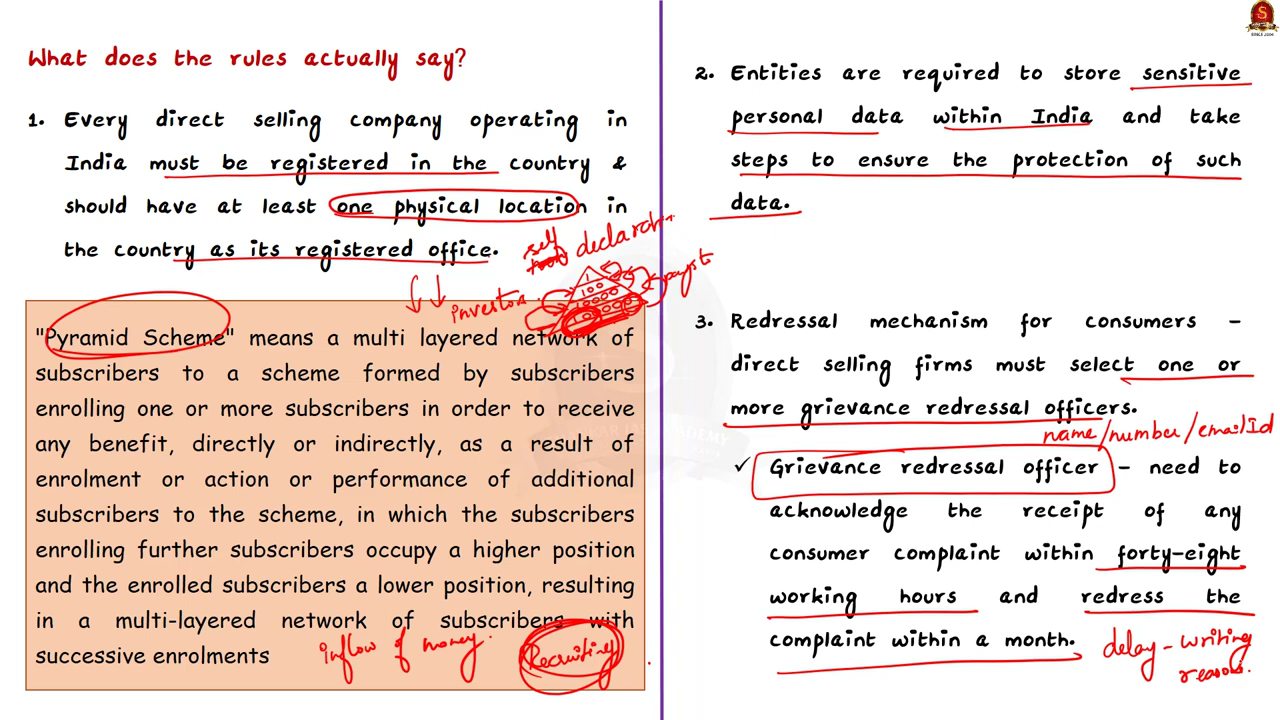 What does the rules actually say?
1. Every direct selling company operating in
India must be registered in the country &
should have at least one physical location in
the country as its registered office.
self declaration
investor
"Pyramid Scheme" means a multi layered network of
subscribers to a scheme formed by subscribers
enrolling one or more subscribers in order to receive
any benefit, directly or indirectly, as a result of
enrolment or action or performance of additional
subscribers to the scheme, in which the subscribers
enrolling further subscribers occupy a higher position
and the enrolled subscribers a lower position, resulting
in a multi-layered network of subscribers with
successive enrolments
inflow of money.
Recruiting
2. Entities are required to store sensitive
personal data within India and take
steps to ensure the protection of such
data.
3. Redressal mechanism for consumers –
direct selling firms must select one or
more grievance redressal officers.
name/number/email Id
✓ Grievance redressal officer – need to
acknowledge the receipt of any
consumer complaint within forty-eight
working hours and redress the
complaint within a month.
delay - writing
reasons.